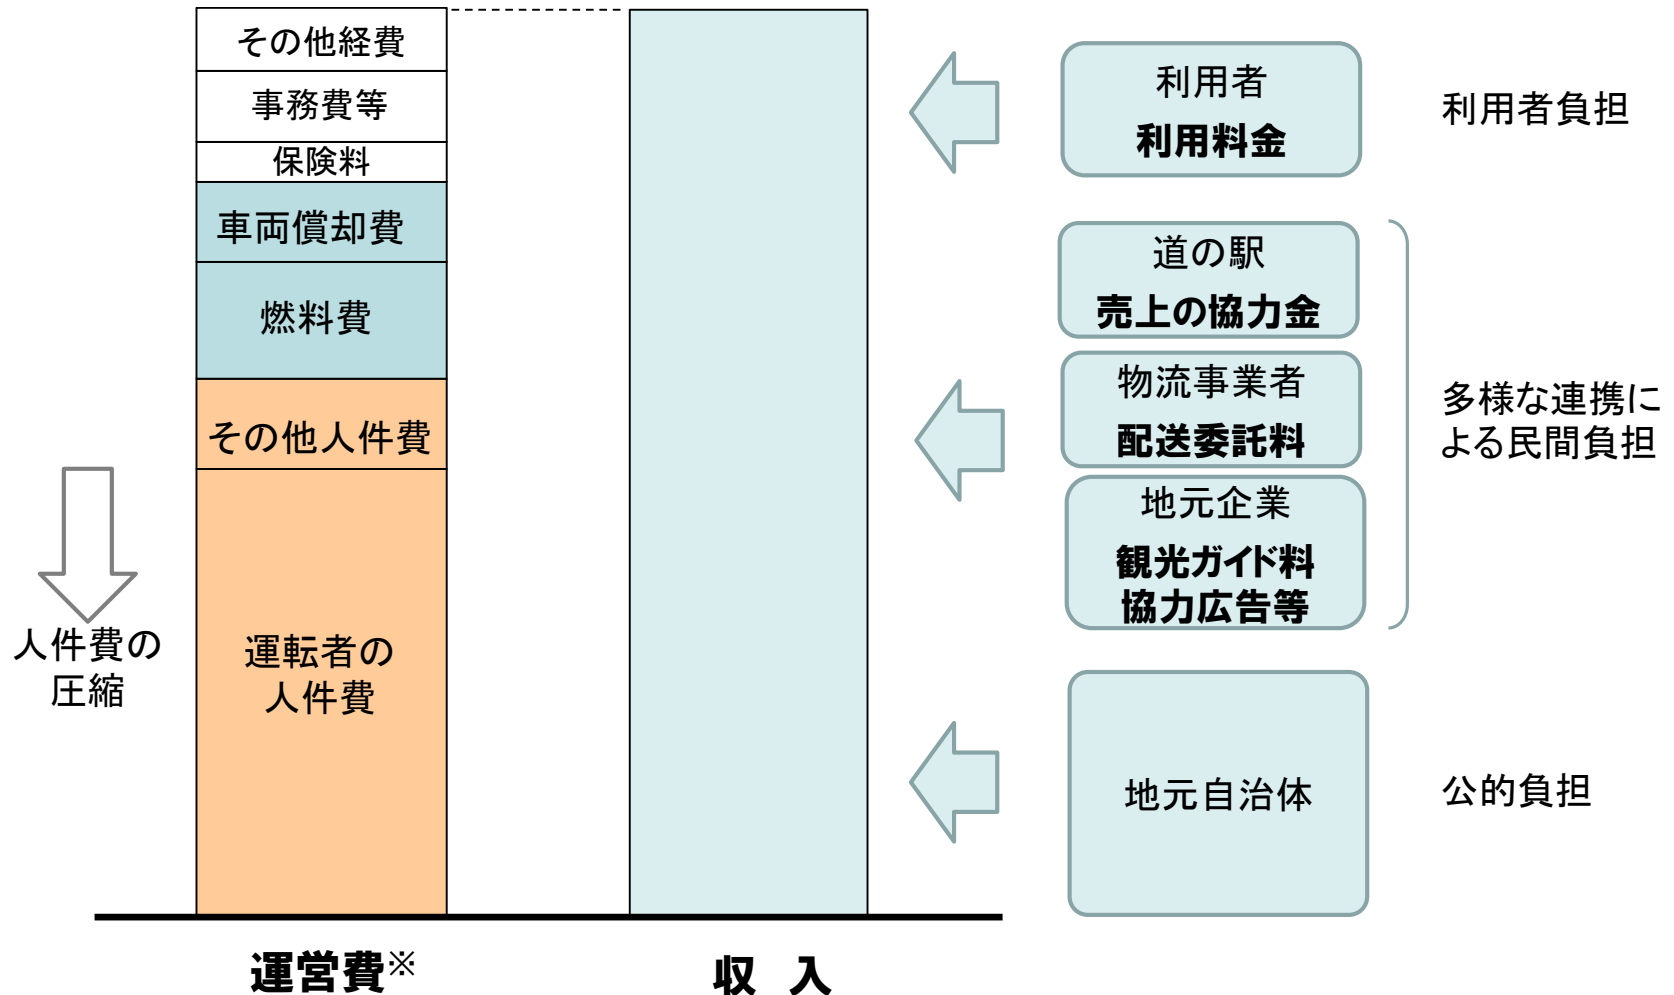 その他経費
事務費等
保険料
車両償却費
燃料費
その他人件費
運転者の
人件費
人件費の
圧縮
運営費※
収 入
利用者
利用料金
利用者負担
道の駅
売上の協力金
物流事業者
配送委託料
地元企業
観光ガイド料
協力広告等
多様な連携に
よる民間負担
地元自治体
公的負担